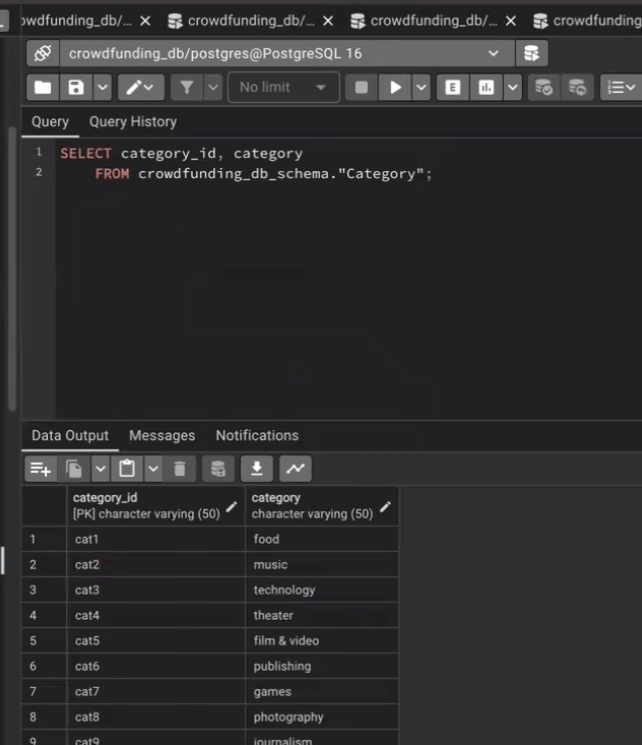 owdfunding_db/... × crowdfunding_db/... × crowdfunding_db/... × crowdfunding
crowdfunding_db/postgres@PostgreSQL 16
No limit
E
Query Query History
1 SELECT category_id, category
2 FROM crowdfunding_db_schema."Category";
Data Output Messages Notifications
category_id category
[PK] character varying (50) character varying (50)
1 cat1 food
2 cat2 music
3 cat3 technology
4 cat4 theater
5 cat5 film & video
6 cat6 publishing
7 cat7 games
8 cat8 photography
9 cat9 journalism